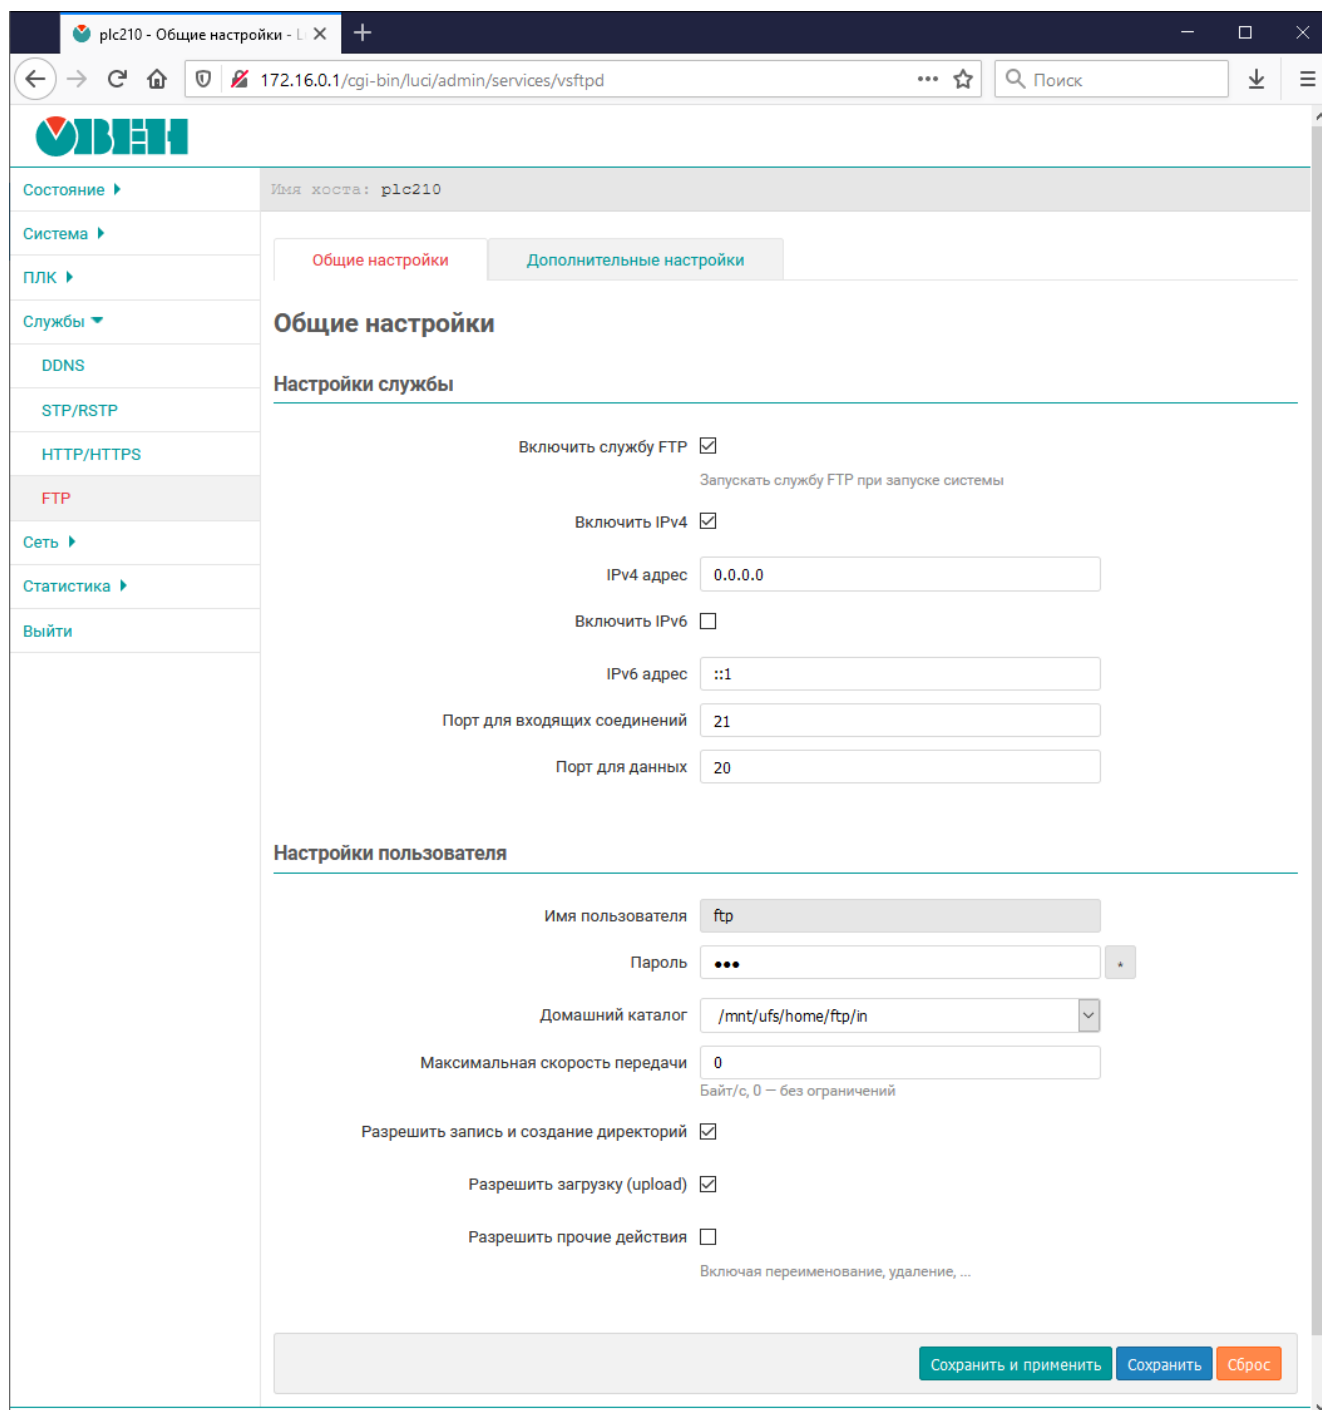 plc210 - Общие настройки - L
172.16.0.1/cgi-bin/luci/admin/services/vsftpd
Поиск
ОВЕН
Состояние
Имя хоста: plc210
Система
ПЛК
Службы
DDNS
STP/RSTP
HTTP/HTTPS
FTP
Сеть
Статистика
Выйти
Общие настройки Дополнительные настройки
Общие настройки
Настройки службы
Включить службу FTP
Запускать службу FTP при запуске системы
Включить IPv4
IPv4 адрес 0.0.0.0
Включить IPv6
IPv6 адрес ::1
Порт для входящих соединений 21
Порт для данных 20
Настройки пользователя
Имя пользователя ftp
Пароль ••• *
Домашний каталог /mnt/ufs/home/ftp/in
Максимальная скорость передачи 0
Байт/с, 0 — без ограничений
Разрешить запись и создание директорий
Разрешить загрузку (upload)
Разрешить прочие действия
Включая переименование, удаление, ...
Сохранить и применить Сохранить Сброс